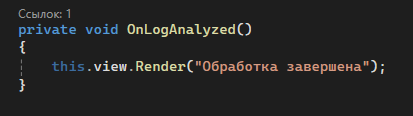 Ссылок: 1
private void OnLogAnalyzed()
{
this.view.Render("Обработка завершена");
}